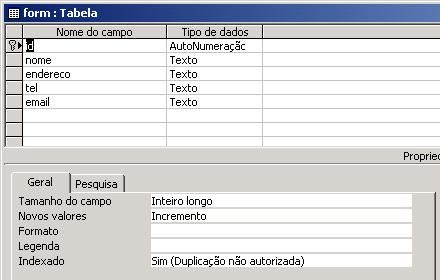 form : Tabela
Nome do campo Tipo de dados
id AutoNumeraçãc
nome Texto
endereco Texto
tel Texto
email Texto
Propried
Geral Pesquisa
Tamanho do campo Inteiro longo
Novos valores Incremento
Formato
Legenda
Indexado Sim (Duplicação não autorizada)